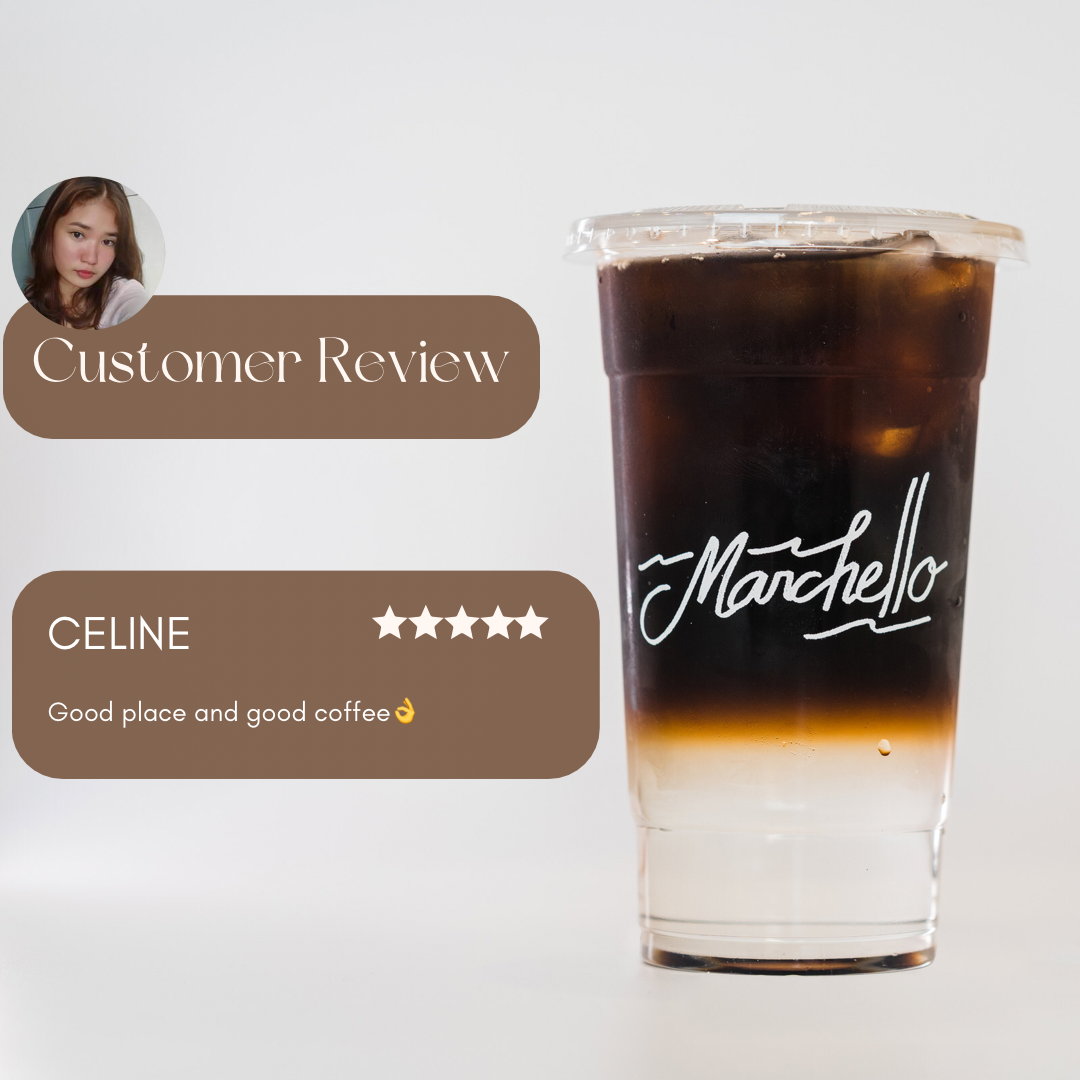 Customer Review
CELINE ★★★★★
Good place and good coffee👌
Marchello